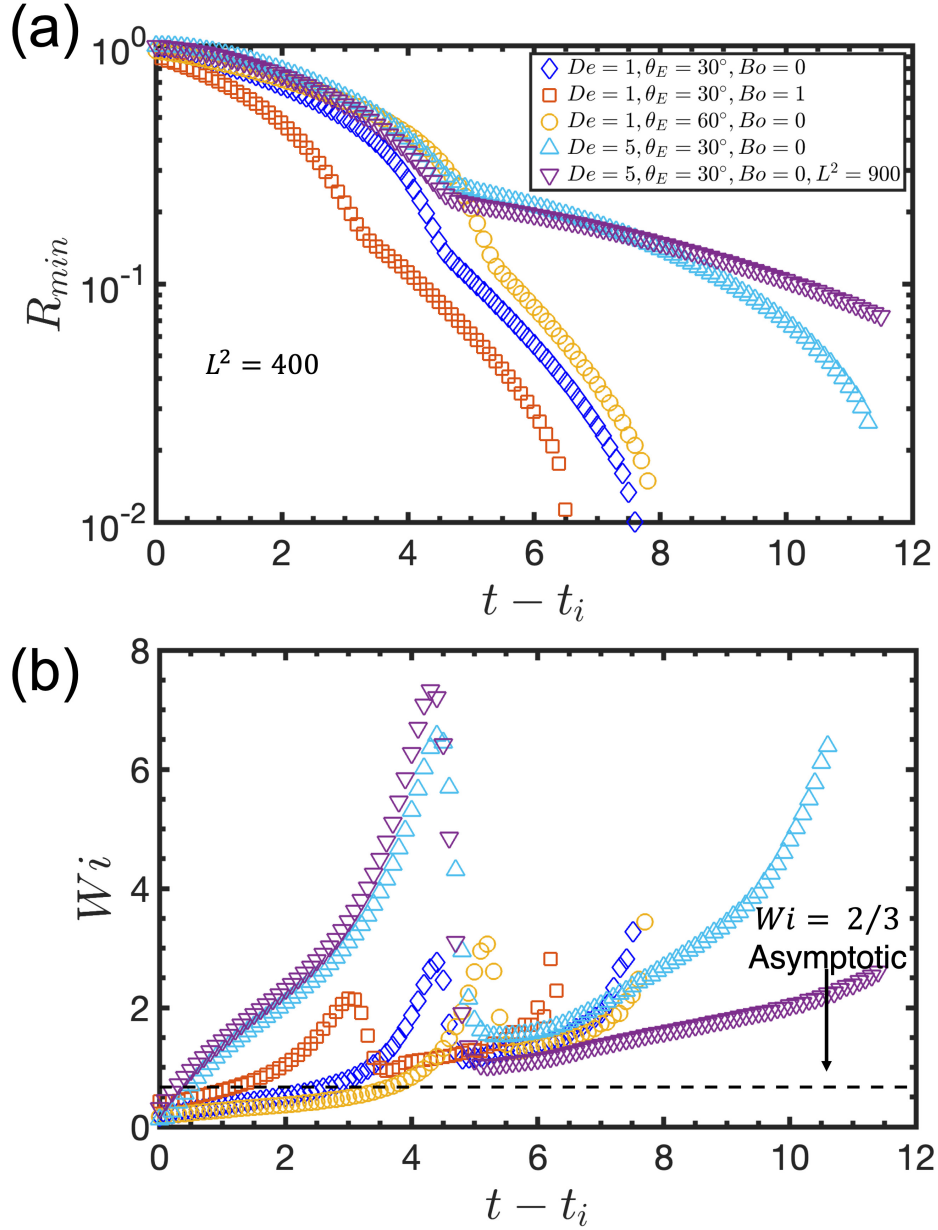 (a)
10^0
10^-1
10^-2
R_min
De = 1, θ_E = 30°, Bo = 0
De = 1, θ_E = 30°, Bo = 1
De = 1, θ_E = 60°, Bo = 0
De = 5, θ_E = 30°, Bo = 0
De = 5, θ_E = 30°, Bo = 0, L^2 = 900
L^2 = 400
0 2 4 6 8 10 12
t − t_i
(b)
8
6
4
2
0
Wi
Wi = 2/3
Asymptotic
0 2 4 6 8 10 12
t − t_i